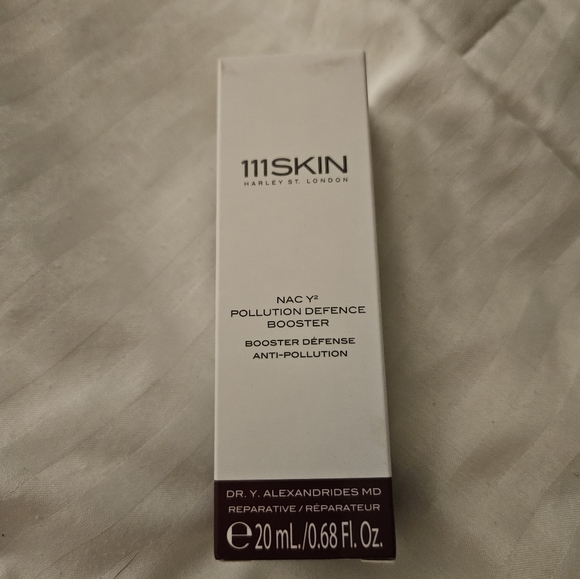 111SKIN
HARLEY ST. LONDON
NAC Y²
POLLUTION DEFENCE
BOOSTER
BOOSTER DÉFENSE
ANTI-POLLUTION
DR. Y. ALEXANDRIDES MD
REPARATIVE / RÉPARATEUR
℮ 20 mL./0.68 Fl. Oz.